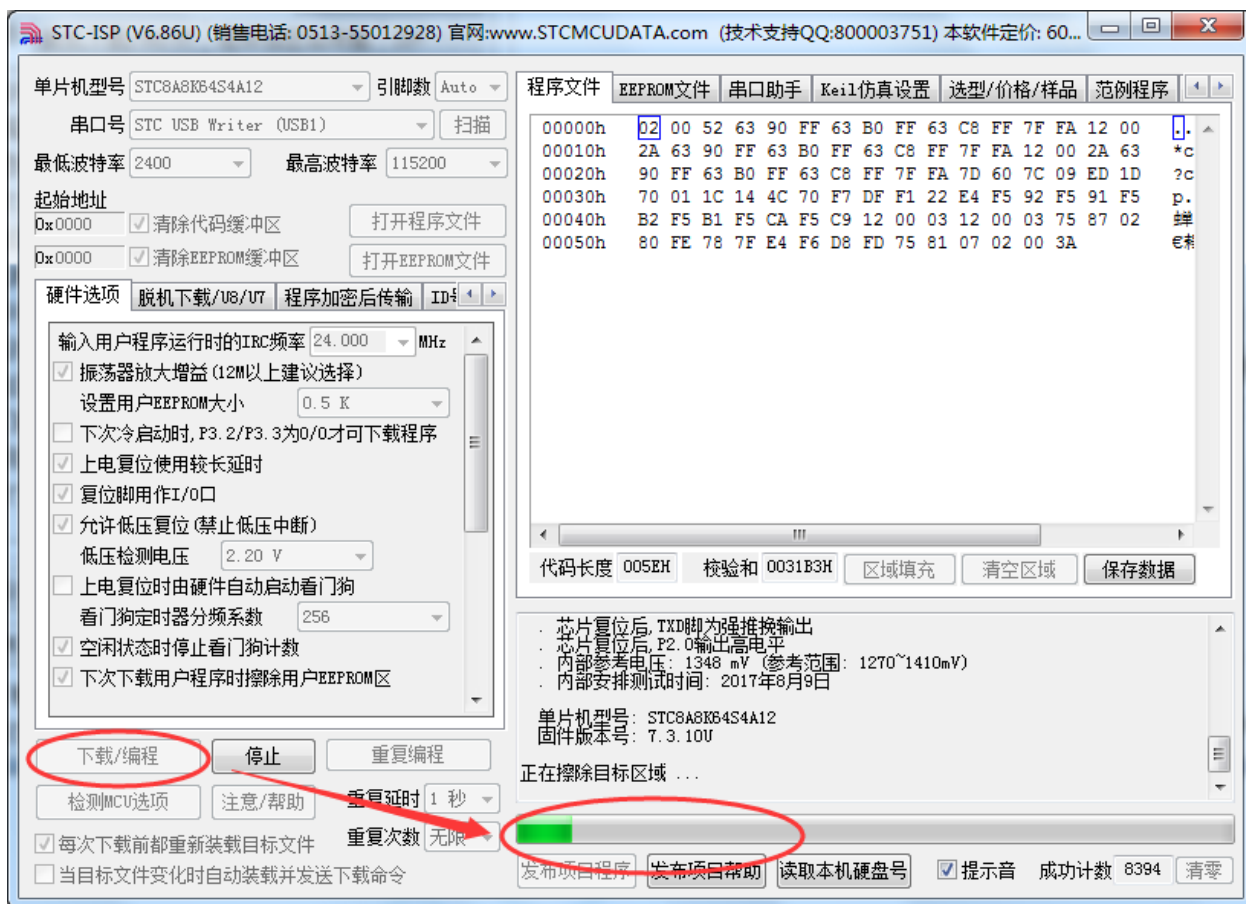 STC-ISP (V6.86U) (销售电话: 0513-55012928) 官网:www.STCMCUDATA.com (技术支持QQ:800003751) 本软件定价: 60...
单片机型号 STC8A8K64S4A12 引脚数 Auto
串口号 STC USB Writer (USB1) 扫描
最低波特率 2400 最高波特率 115200
起始地址
0x0000 清除代码缓冲区 打开程序文件
0x0000 清除EEPROM缓冲区 打开EEPROM文件
硬件选项 脱机下载/U8/U7 程序加密后传输
输入用户程序运行时的IRC频率 24.000 MHz
振荡器放大增益(12M以上建议选择)
设置用户EEPROM大小 0.5 K
下次冷启动时,P3.2/P3.3为0/0才可下载程序
上电复位使用较长延时
复位脚用作I/O口
允许低压复位(禁止低压中断)
低压检测电压 2.20 V
上电复位时由硬件自动启动看门狗
看门狗定时器分频系数 256
空闲状态时停止看门狗计数
下次下载用户程序时擦除用户EEPROM区
下载/编程 停止 重复编程
检测MCU选项 注意/帮助 重复延时 1 秒
每次下载前都重新装载目标文件 重复次数 无限
当目标文件变化时自动装载并发送下载命令
程序文件 EEPROM文件 串口助手 Keil仿真设置 选型/价格/样品 范例程序
00000h 02 00 52 63 90 FF 63 B0 FF 63 C8 FF 7F FA 12 00 ..
00010h 2A 63 90 FF 63 B0 FF 63 C8 FF 7F FA 12 00 2A 63 *c
00020h 90 FF 63 B0 FF 63 C8 FF 7F FA 7D 60 7C 09 ED 1D ?c
00030h 70 01 1C 14 4C 70 F7 DF F1 22 E4 F5 92 F5 91 F5 p.
00040h B2 F5 B1 F5 CA F5 C9 12 00 03 12 00 03 75 87 02
00050h 80 FE 78 7F E4 F6 D8 FD 75 81 07 02 00 3A €
代码长度 005EH 校验和 0031B3H 区域填充 清空区域 保存数据
. 芯片复位后,TXD脚为强推挽输出
. 芯片复位后,P2.0输出高电平
. 内部参考电压: 1348 mV (参考范围: 1270~1410mV)
. 内部安排测试时间: 2017年8月9日
单片机型号: STC8A8K64S4A12
固件版本号: 7.3.10U
正在擦除目标区域 ...
发布项目程序 发布项目帮助 读取本机硬盘号 提示音 成功计数 8394 清零